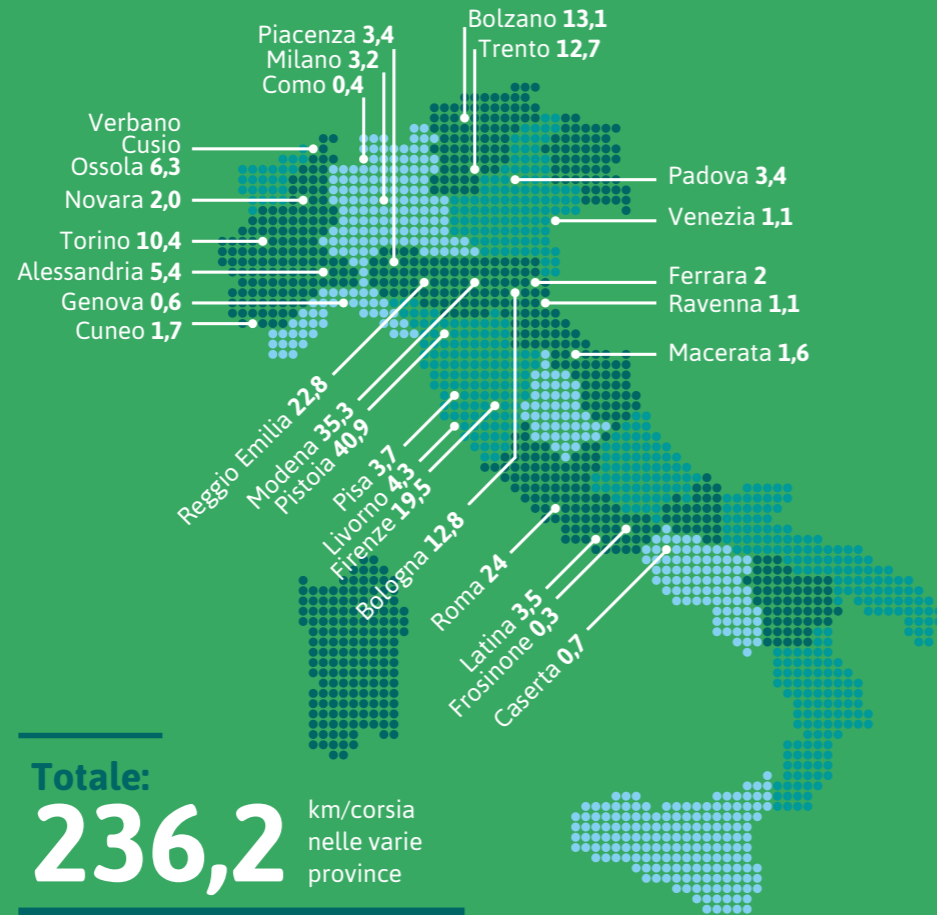 Bolzano 13,1
Trento 12,7
Piacenza 3,4
Milano 3,2
Como 0,4
Verbano
Cusio
Ossola 6,3
Novara 2,0
Torino 10,4
Alessandria 5,4
Genova 0,6
Cuneo 1,7
Padova 3,4
Venezia 1,1
Ferrara 2
Ravenna 1,1
Macerata 1,6
Reggio Emilia 22,8
Modena 35,3
Pistoia 40,9
Pisa 3,7
Livorno 4,3
Firenze 19,5
Bologna 12,8
Roma 24
Latina 3,5
Frosinone 0,3
Caserta 0,7
Totale:
236,2
km/corsia
nelle varie
province